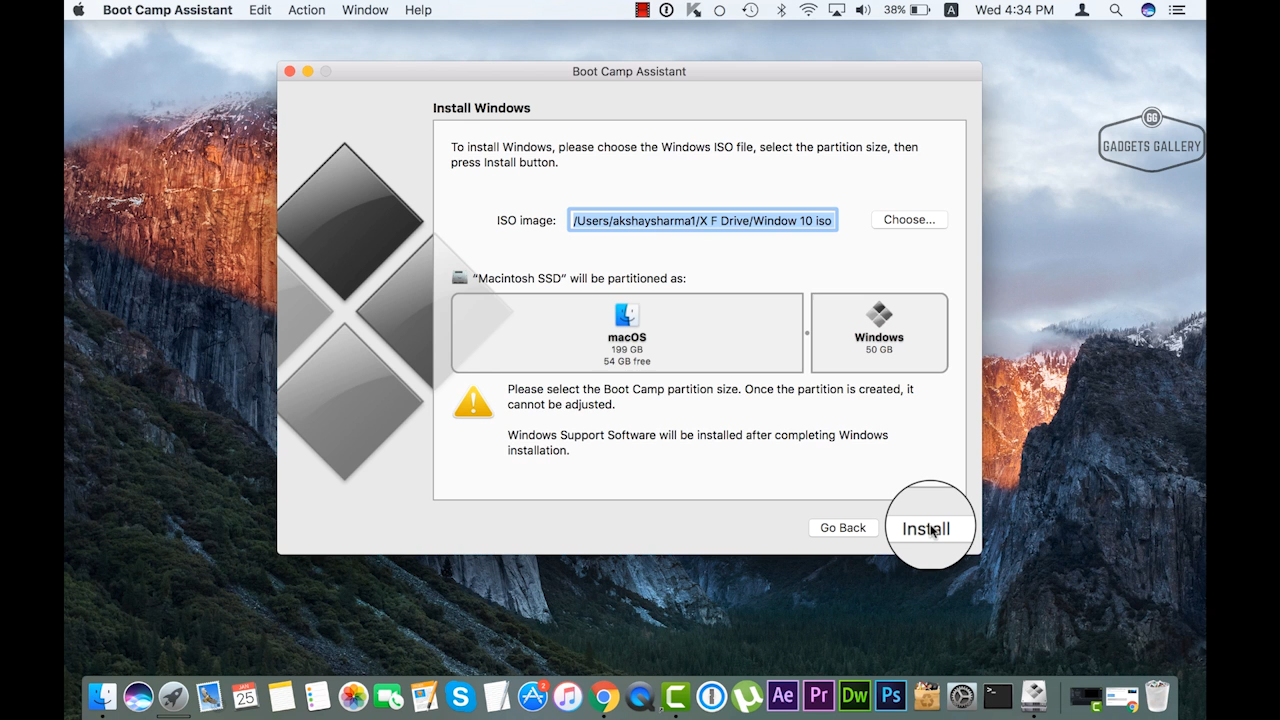 Boot Camp Assistant Edit Action Window Help 38% A Wed 4:34 PM
Boot Camp Assistant
Install Windows
To install Windows, please choose the Windows ISO file, select the partition size, then
press Install button.
ISO image: /Users/akshaysharma1/X F Drive/Window 10 iso Choose...
GG
GADGETS GALLERY
“Macintosh SSD” will be partitioned as:
macOS
199 GB
54 GB free
Windows
50 GB
Please select the Boot Camp partition size. Once the partition is created, it
cannot be adjusted.
Windows Support Software will be installed after completing Windows
installation.
Go Back Install
JAN
25
2
Ae Pr Dw Ps